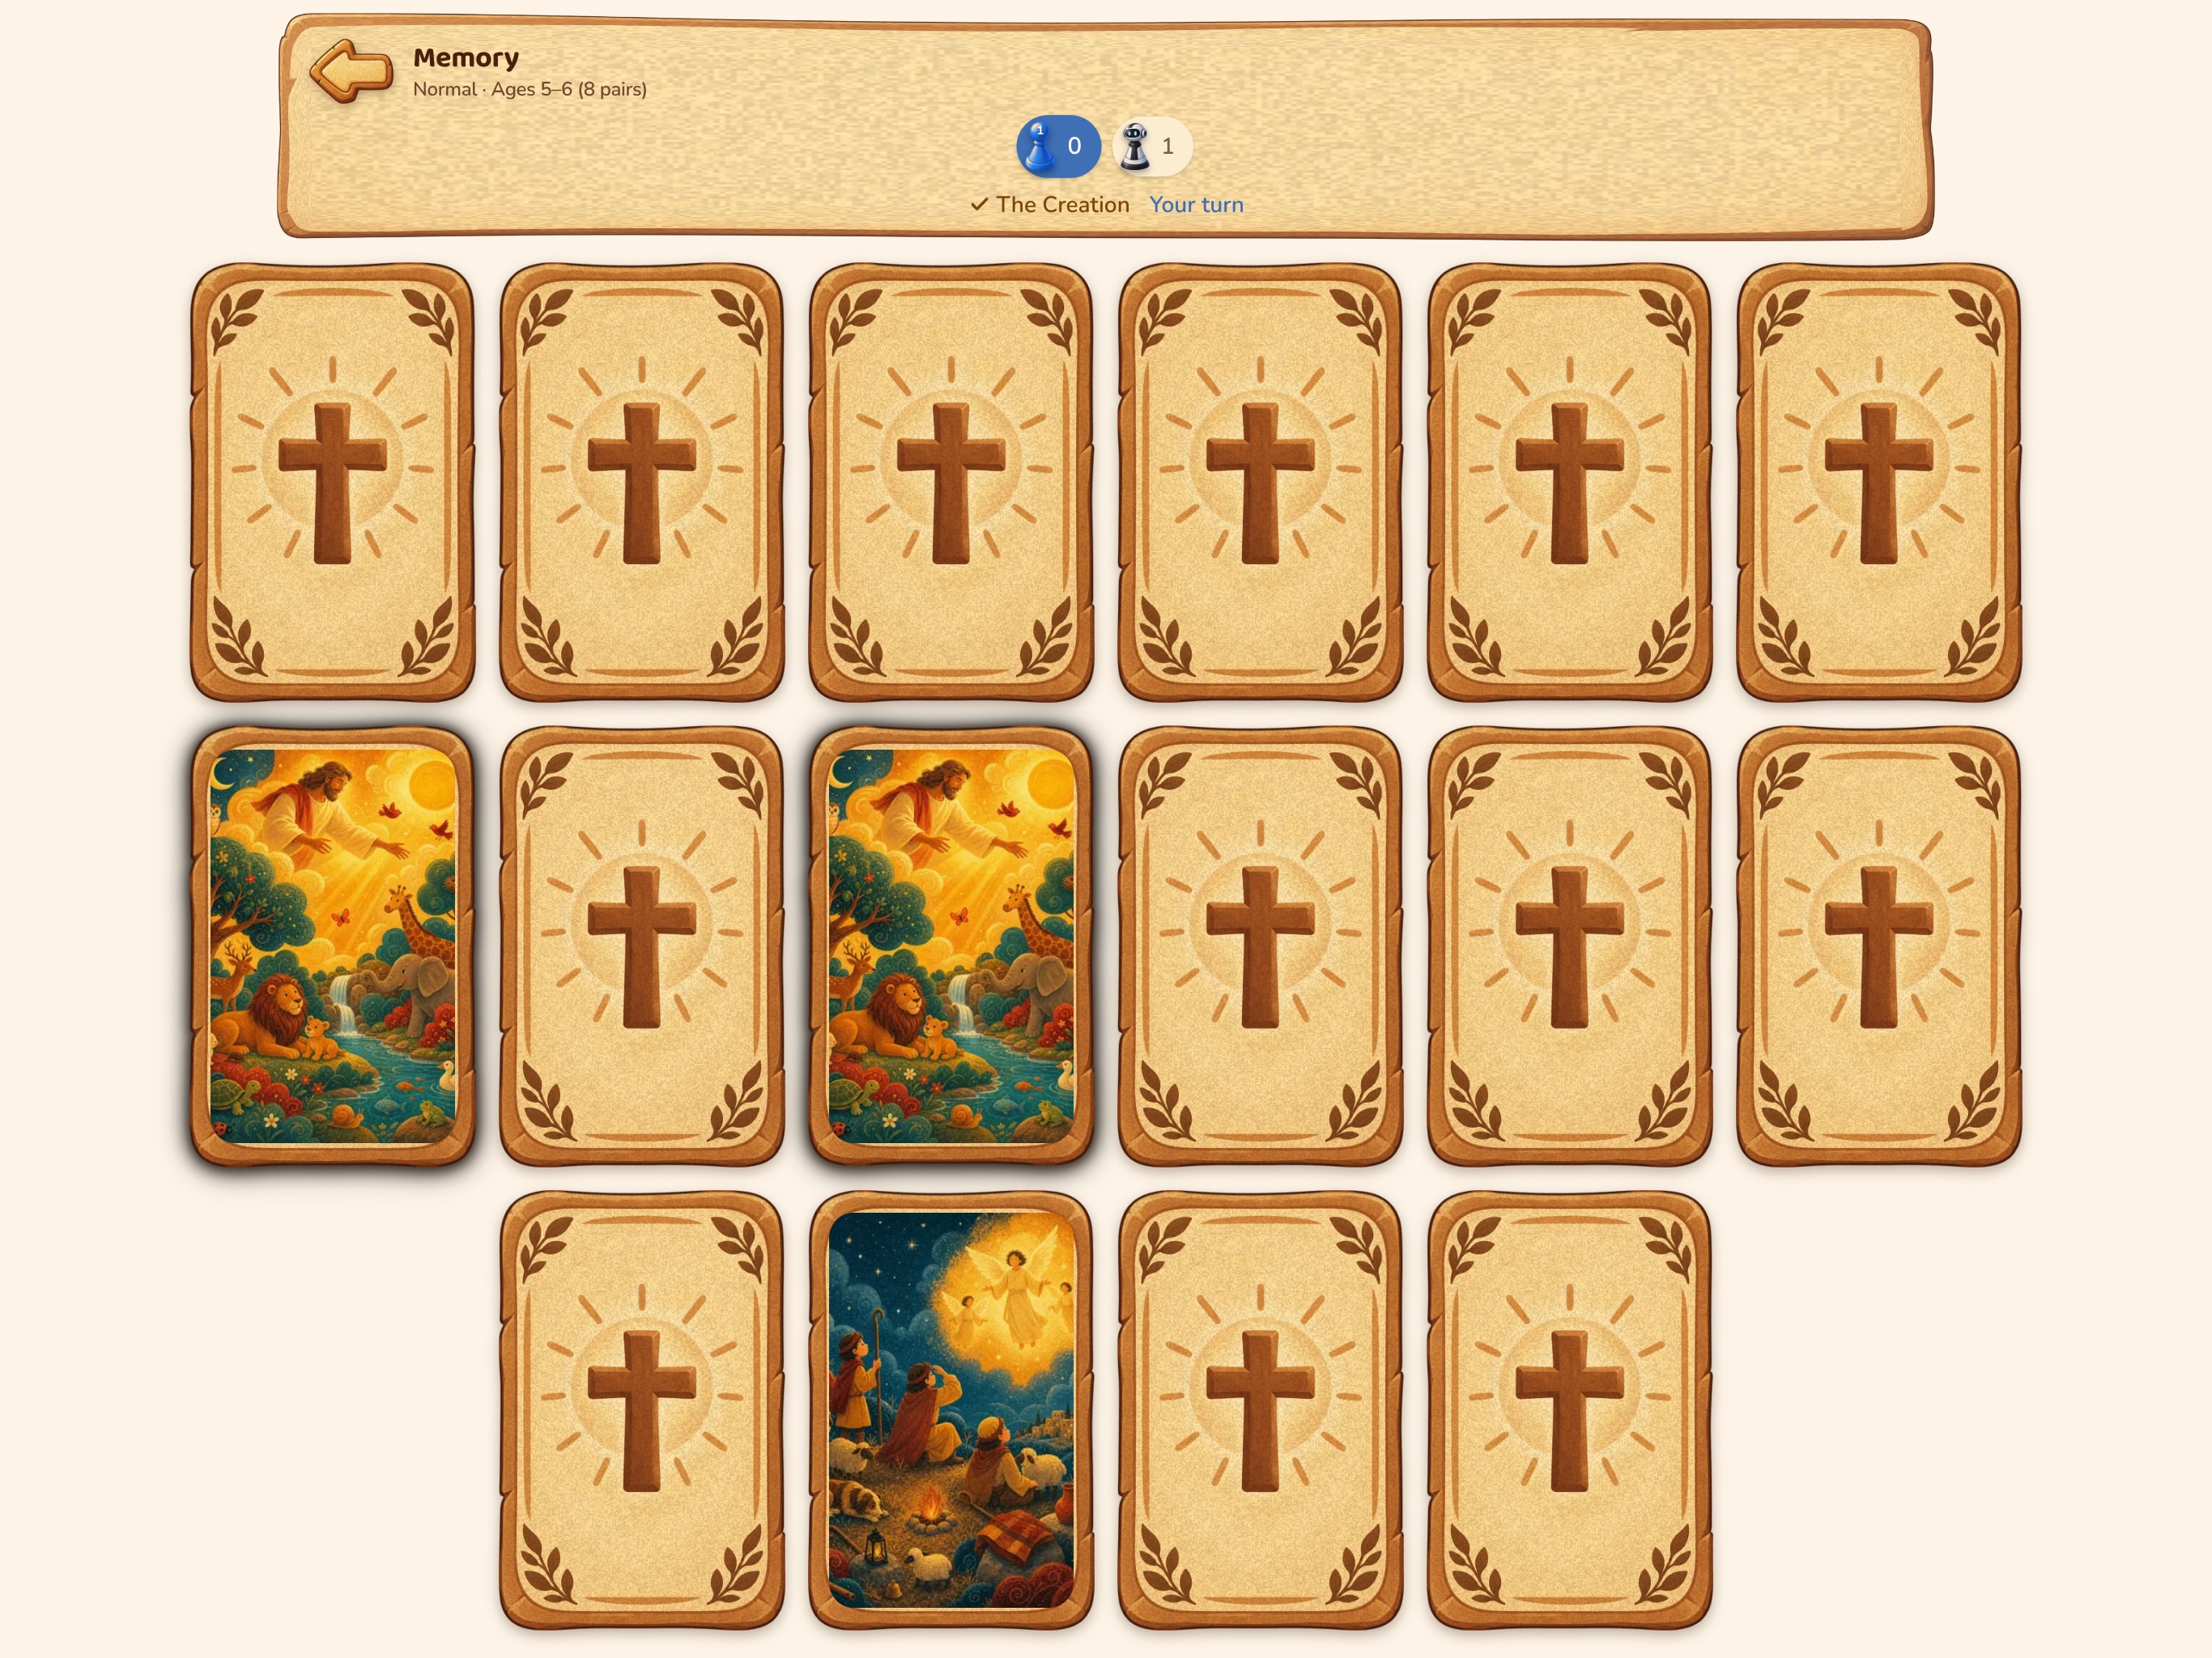 Memory
Normal · Ages 5–6 (8 pairs)
1 0 1
✓ The Creation Your turn